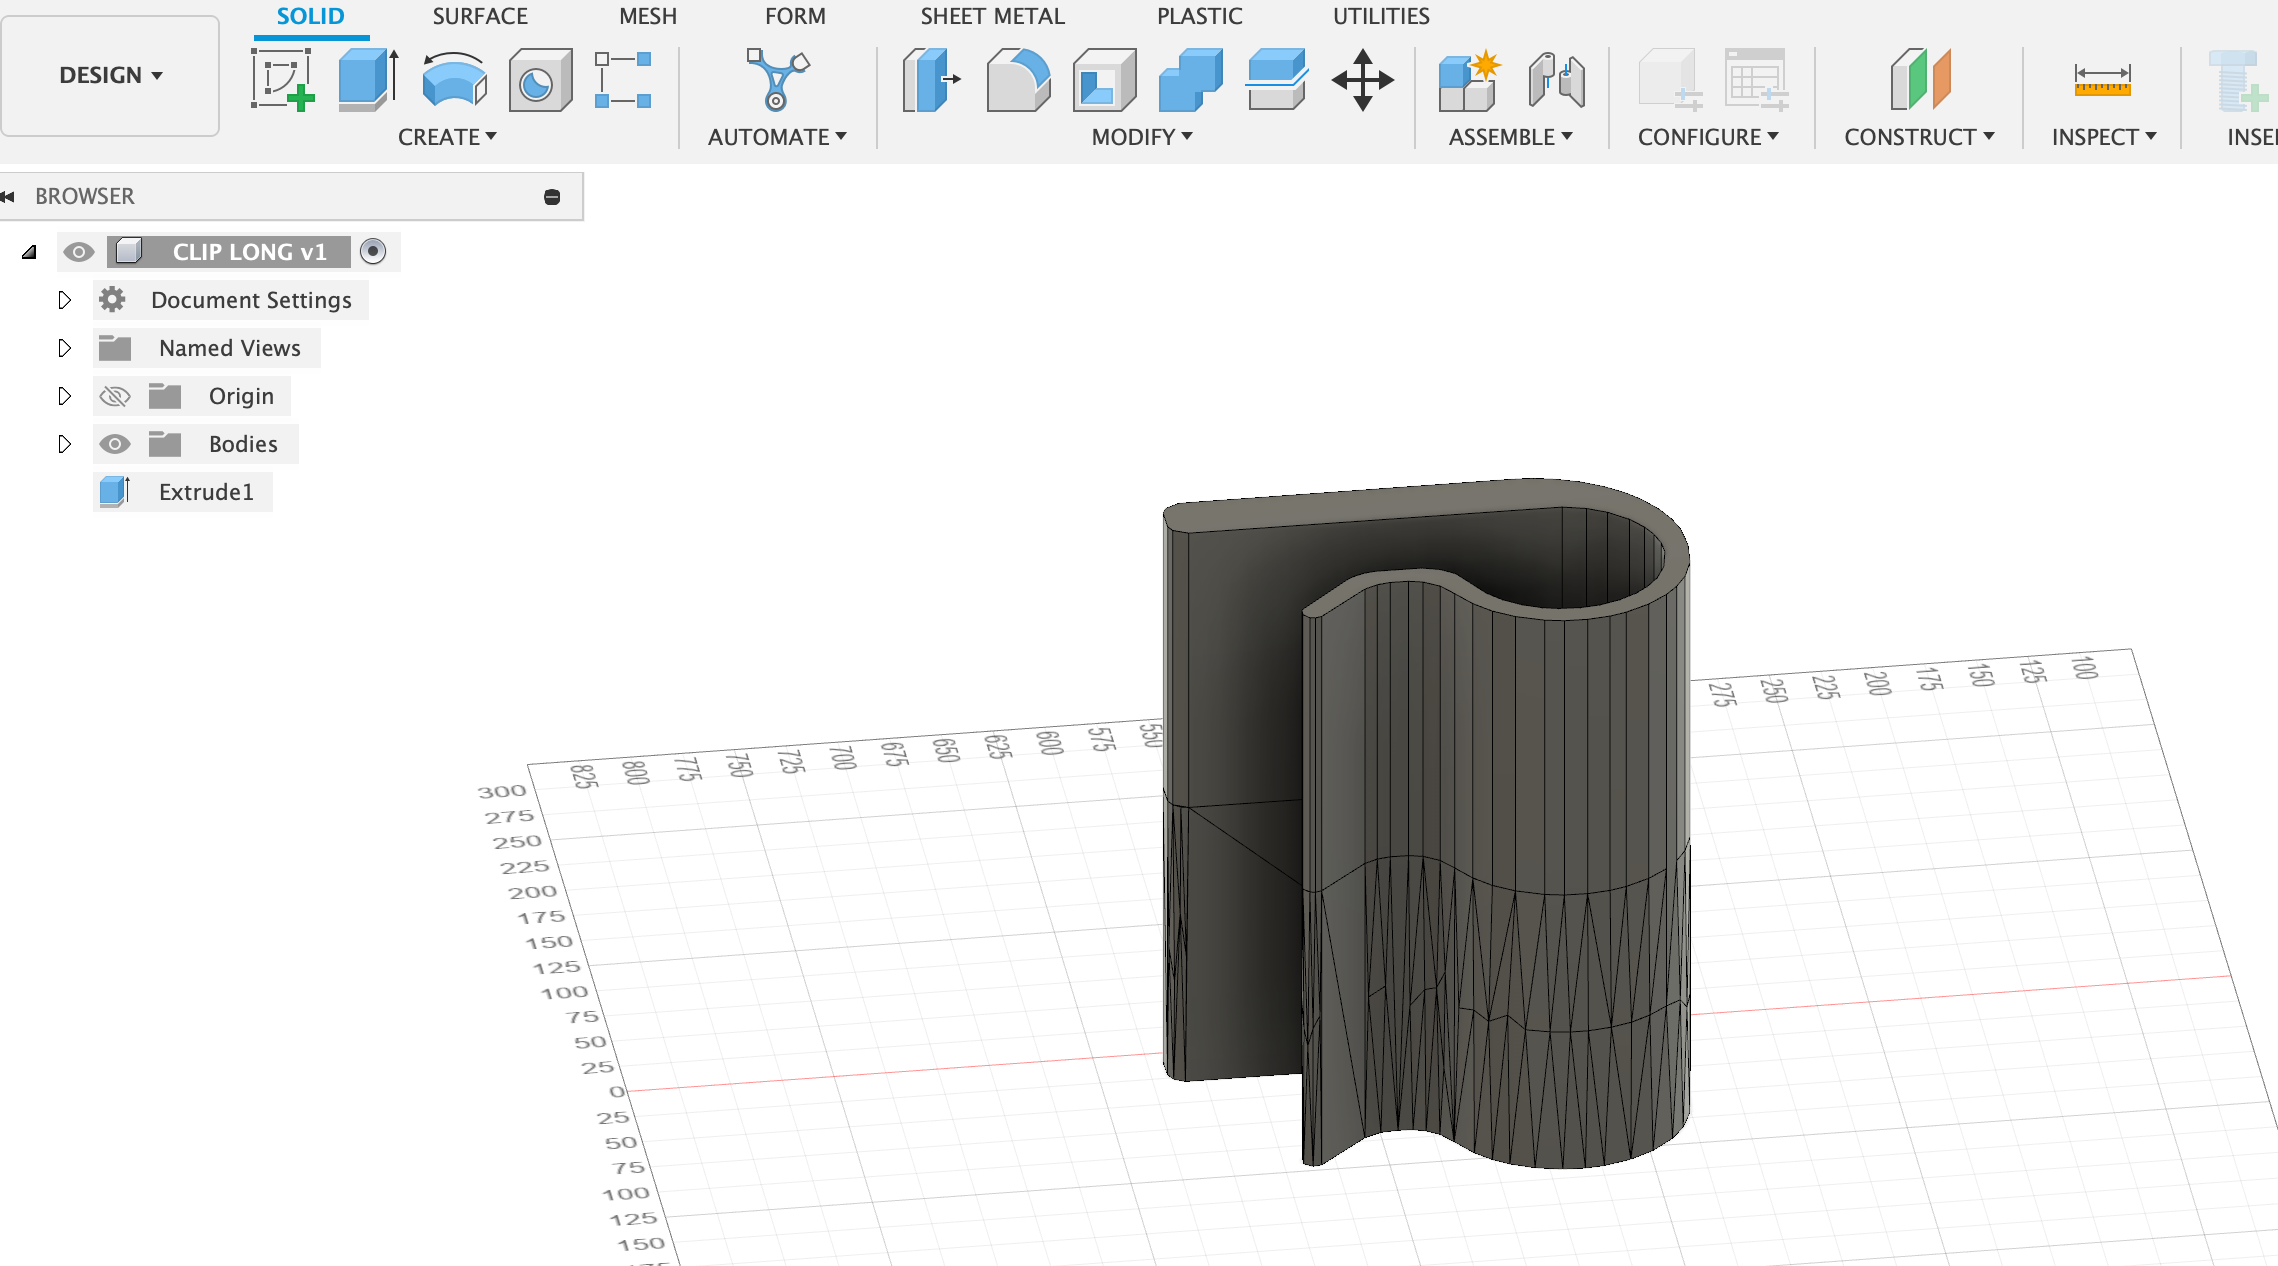 SOLID SURFACE MESH FORM SHEET METAL PLASTIC UTILITIES
DESIGN
CREATE AUTOMATE MODIFY ASSEMBLE CONFIGURE CONSTRUCT INSPECT INSE
BROWSER
CLIP LONG v1
Document Settings
Named Views
Origin
Bodies
Extrude1
825 800 775 750 725 700 675 650 625 600 575 550 275 250 225 200 175 150 125 100
300
275
250
225
200
175
150
125
100
75
50
25
0
25
50
75
100
125
150